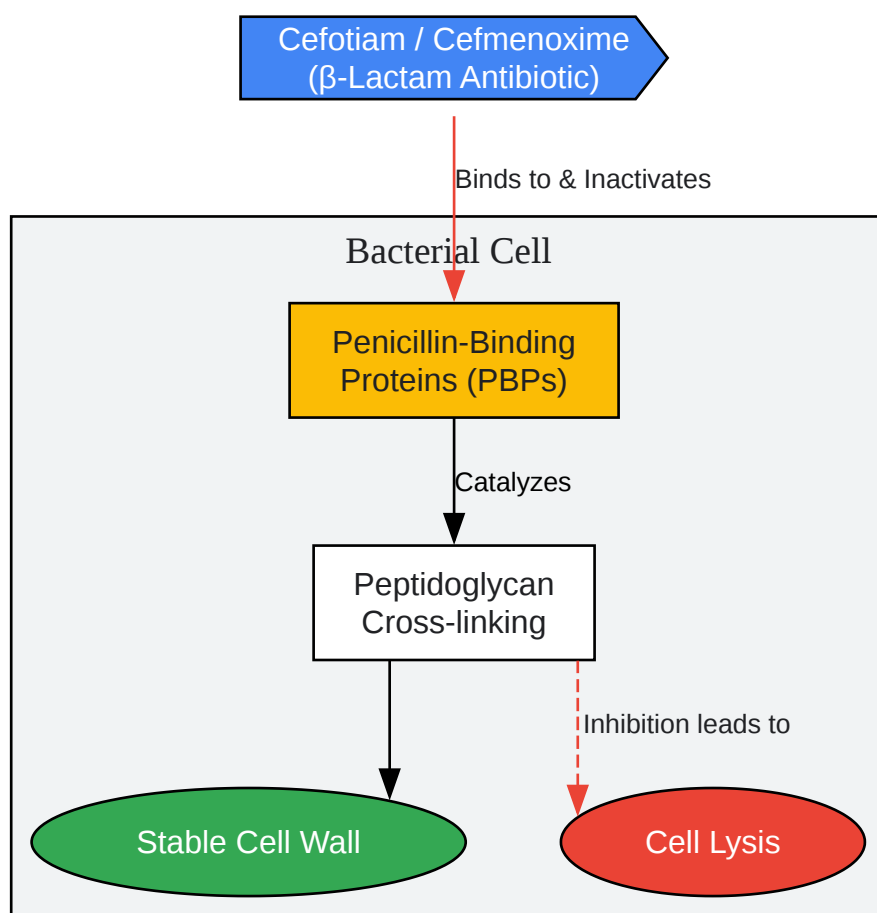 Cefotiam / Cefmenoxime
(β-Lactam Antibiotic)
Binds to & Inactivates
Bacterial Cell
Penicillin-Binding
Proteins (PBPs)
Catalyzes
Peptidoglycan
Cross-linking
Inhibition leads to
Stable Cell Wall
Cell Lysis